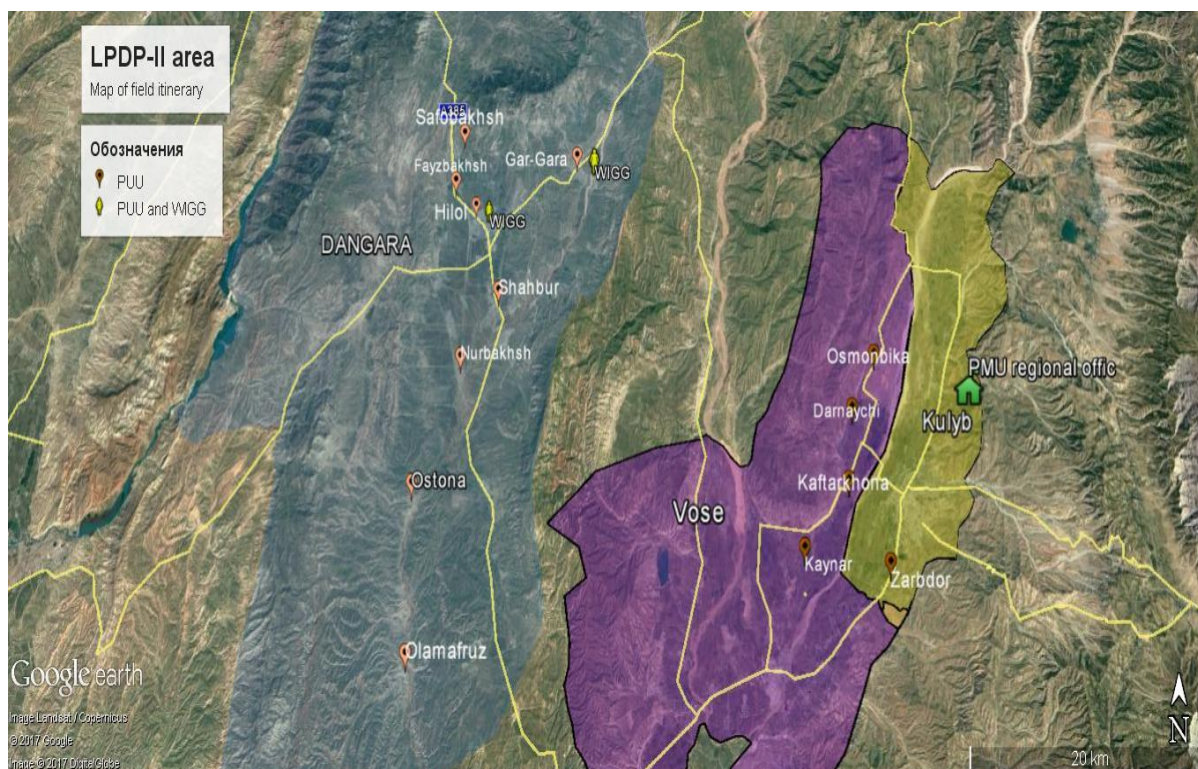 LPDP-II area
Map of field itinerary
Обозначения
PUU
PUU and WIGG
A385
Safobakhsh
Gar-Gara
WIGG
Fayzbakhsh
Hilol
WIGG
DANGARA
Shahbur
Nurbakhsh
Osmonbika
PMU regional offic
Darnaychi
Kulyb
Ostona
Kaftarkhona
Vose
Kaynar
Zarbdor
Olamafruz
Google earth
Image Landsat / Copernicus
© 2017 Google
Image © 2017 DigitalGlobe
N
20 km